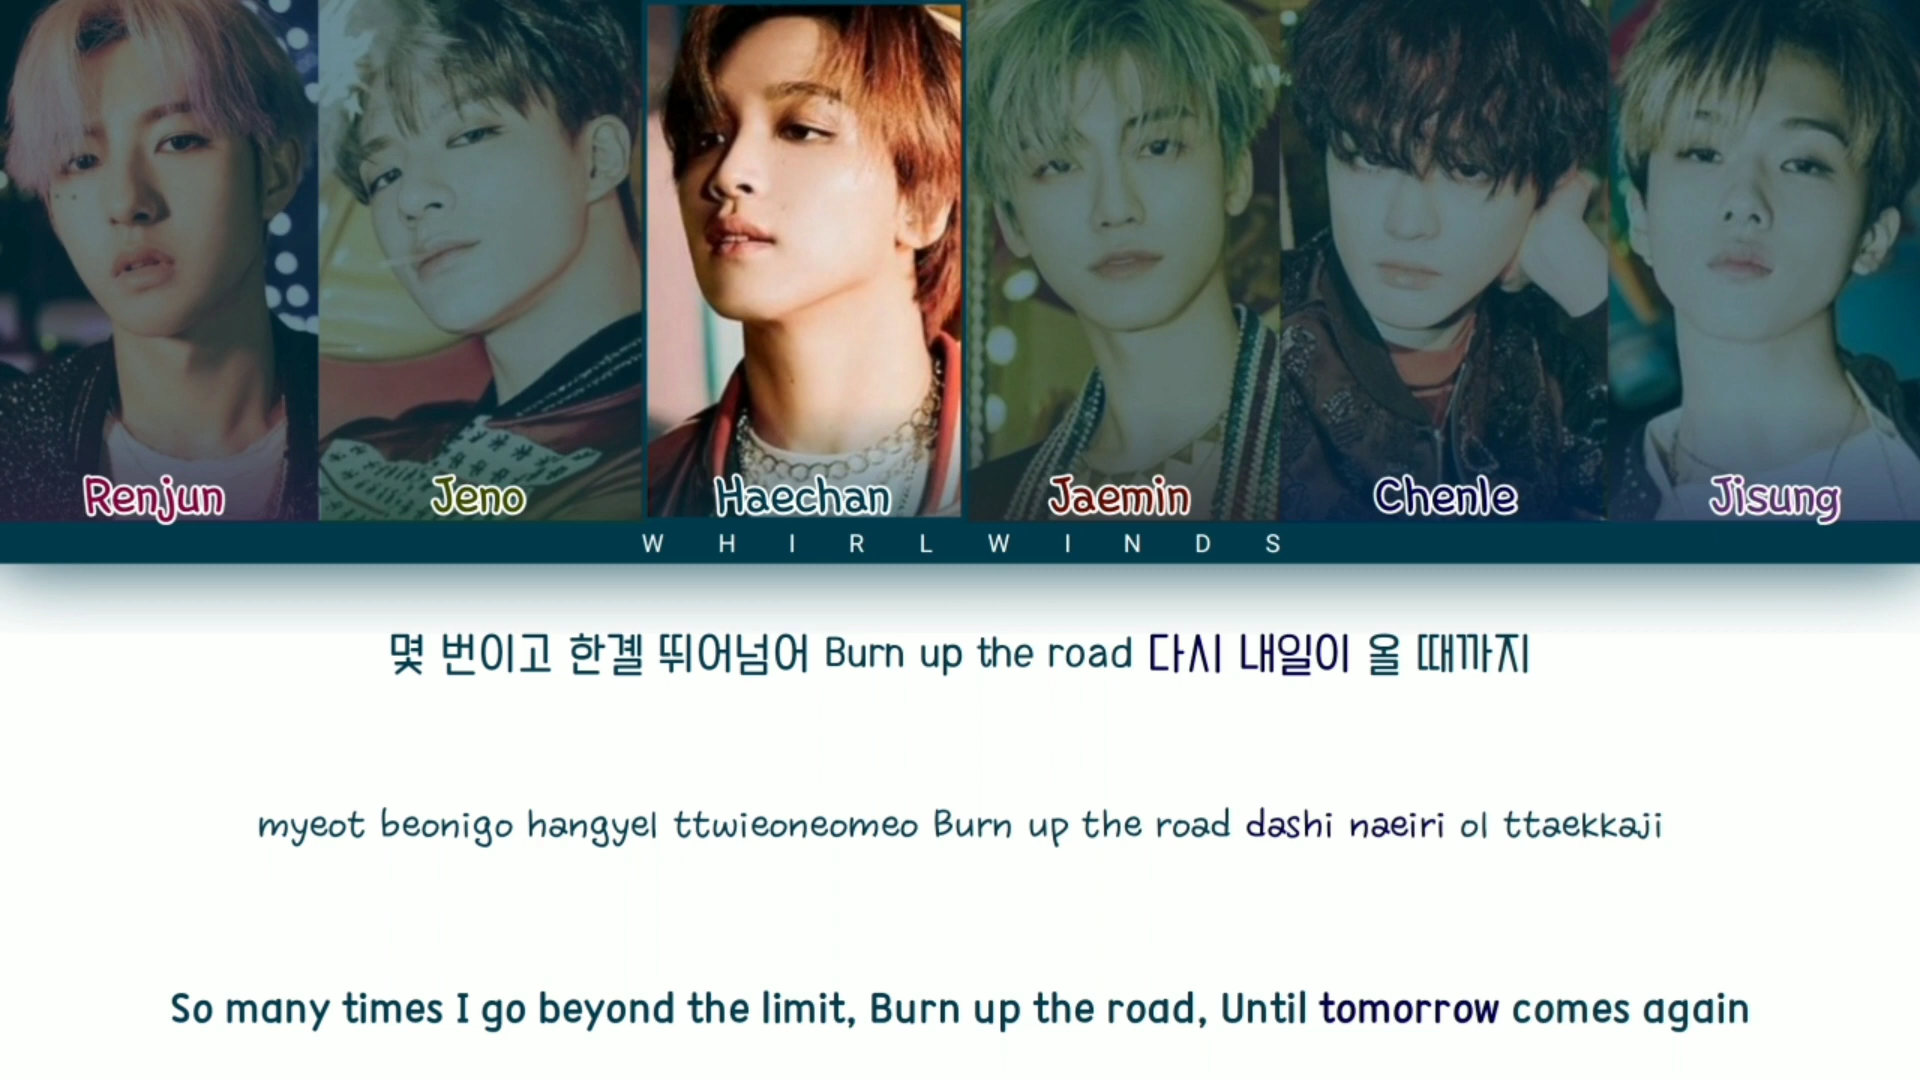 Renjun Jeno Haechan Jaemin Chenle Jisung
WHIRLWINDS
몇 번이고 한곌 뛰어넘어 Burn up the road 다시 내일이 올 때까지
myeot beonigo hangyel ttwieoneomeo Burn up the road dashi naeiri ol ttaekkaji
So many times I go beyond the limit, Burn up the road, Until tomorrow comes again